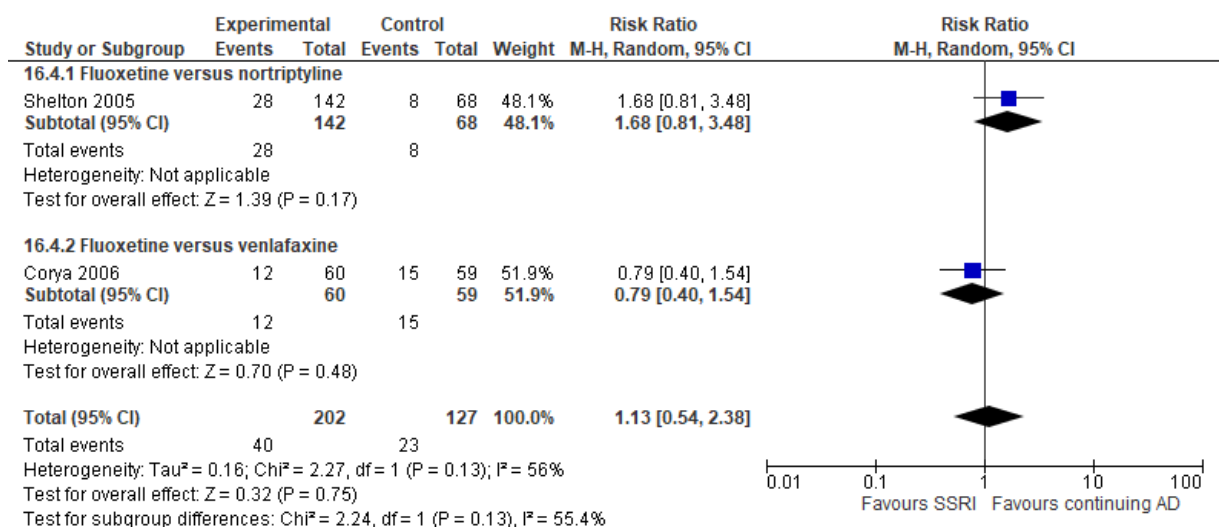 Experimental Control Risk Ratio Risk Ratio
Study or Subgroup Events Total Events Total Weight M-H, Random, 95% CI M-H, Random, 95% CI
16.4.1 Fluoxetine versus nortriptyline
Shelton 2005 28 142 8 68 48.1% 1.68 [0.81, 3.48]
Subtotal (95% CI) 142 68 48.1% 1.68 [0.81, 3.48]
Total events 28 8
Heterogeneity: Not applicable
Test for overall effect: Z = 1.39 (P = 0.17)
16.4.2 Fluoxetine versus venlafaxine
Corya 2006 12 60 15 59 51.9% 0.79 [0.40, 1.54]
Subtotal (95% CI) 60 59 51.9% 0.79 [0.40, 1.54]
Total events 12 15
Heterogeneity: Not applicable
Test for overall effect: Z = 0.70 (P = 0.48)
Total (95% CI) 202 127 100.0% 1.13 [0.54, 2.38]
Total events 40 23
Heterogeneity: Tau² = 0.16; Chi² = 2.27, df = 1 (P = 0.13); I² = 56%
Test for overall effect: Z = 0.32 (P = 0.75)
Test for subgroup differences: Chi² = 2.24, df = 1 (P = 0.13), I² = 55.4%
0.01 0.1 1 10 100
Favours SSRI Favours continuing AD